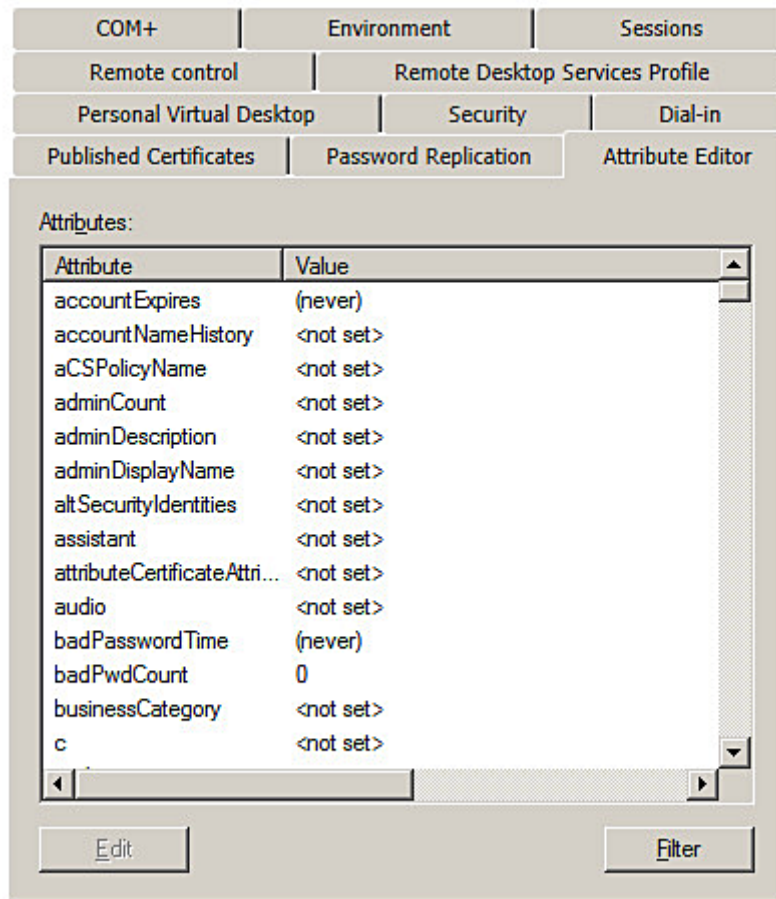 COM+ Environment Sessions
Remote control Remote Desktop Services Profile
Personal Virtual Desktop Security Dial-in
Published Certificates Password Replication Attribute Editor
Attributes:
Attribute Value
accountExpires (never)
accountNameHistory <not set>
aCSPolicyName <not set>
adminCount <not set>
adminDescription <not set>
adminDisplayName <not set>
altSecurityIdentities <not set>
assistant <not set>
attributeCertificateAttri... <not set>
audio <not set>
badPasswordTime (never)
badPwdCount 0
businessCategory <not set>
c <not set>
Edit Filter